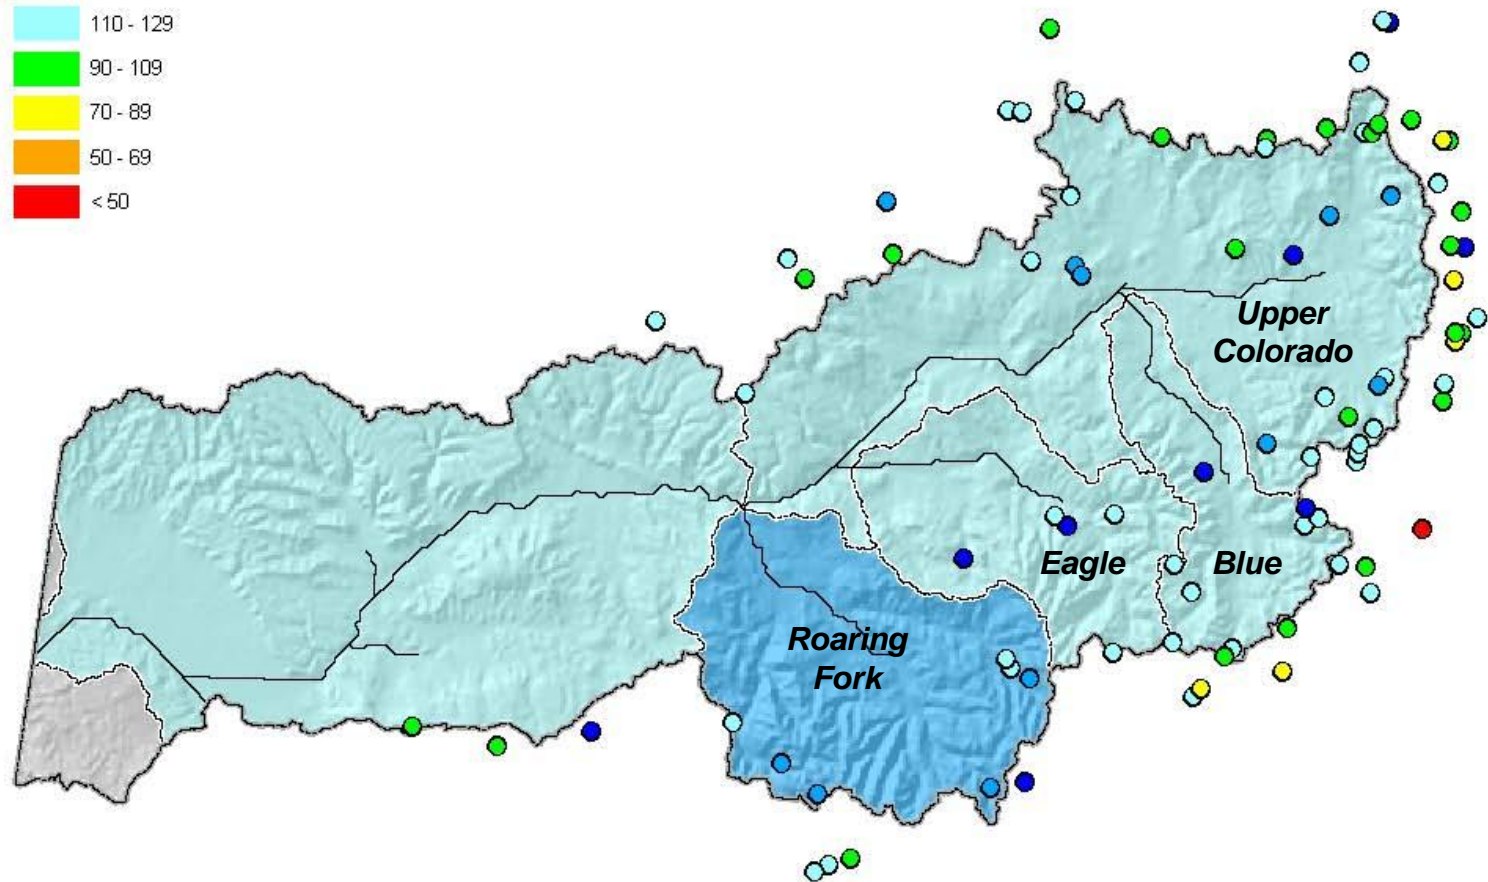 110 - 129
90 - 109
70 - 89
50 - 69
< 50
Upper
Colorado
Eagle
Blue
Roaring
Fork